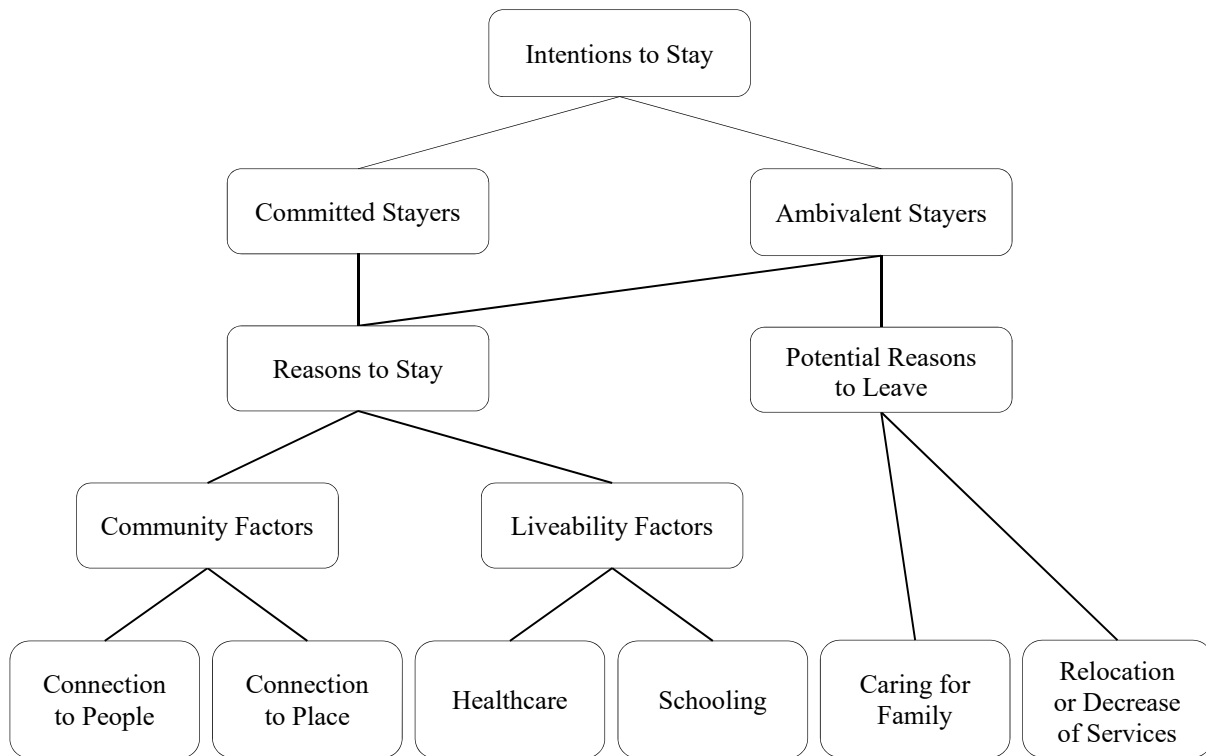 Intentions to Stay
Committed Stayers
Ambivalent Stayers
Reasons to Stay
Potential Reasons
to Leave
Community Factors
Liveability Factors
Connection
to People
Connection
to Place
Healthcare
Schooling
Caring for
Family
Relocation
or Decrease
of Services